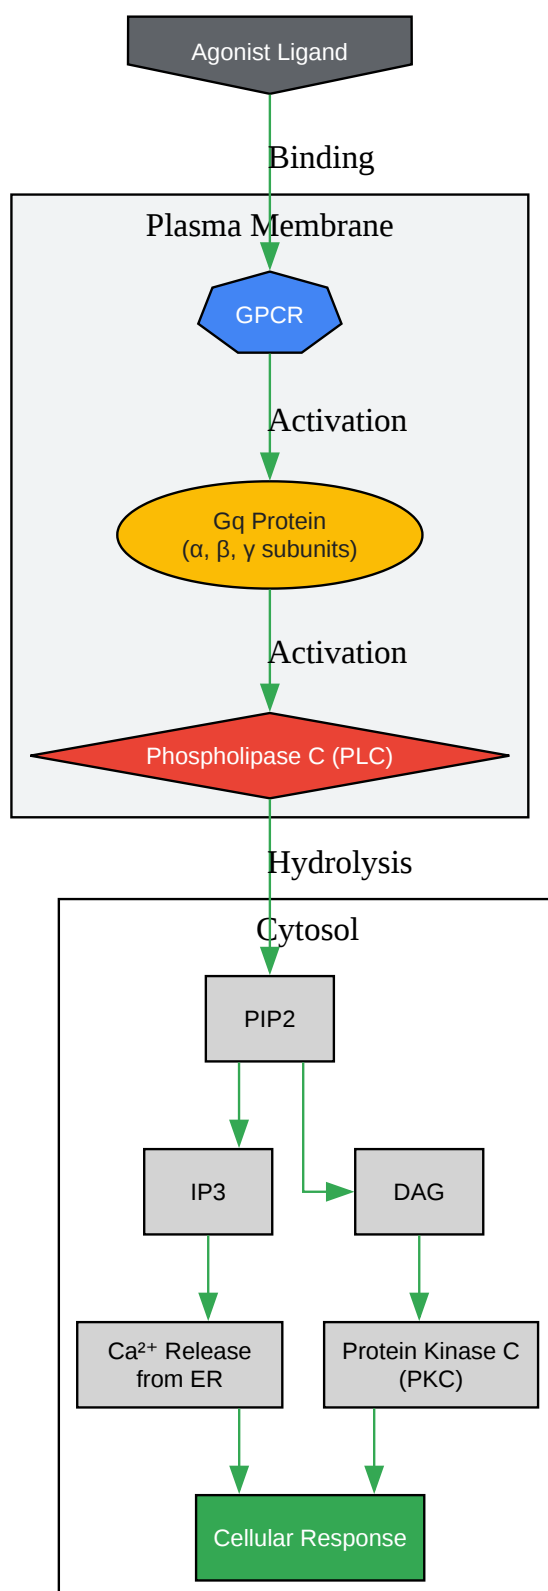 Agonist Ligand
Binding
Plasma Membrane
GPCR
Activation
Gq Protein
(α, β, γ subunits)
Activation
Phospholipase C (PLC)
Hydrolysis
Cytosol
PIP2
IP3
DAG
Ca²⁺ Release
from ER
Protein Kinase C
(PKC)
Cellular Response